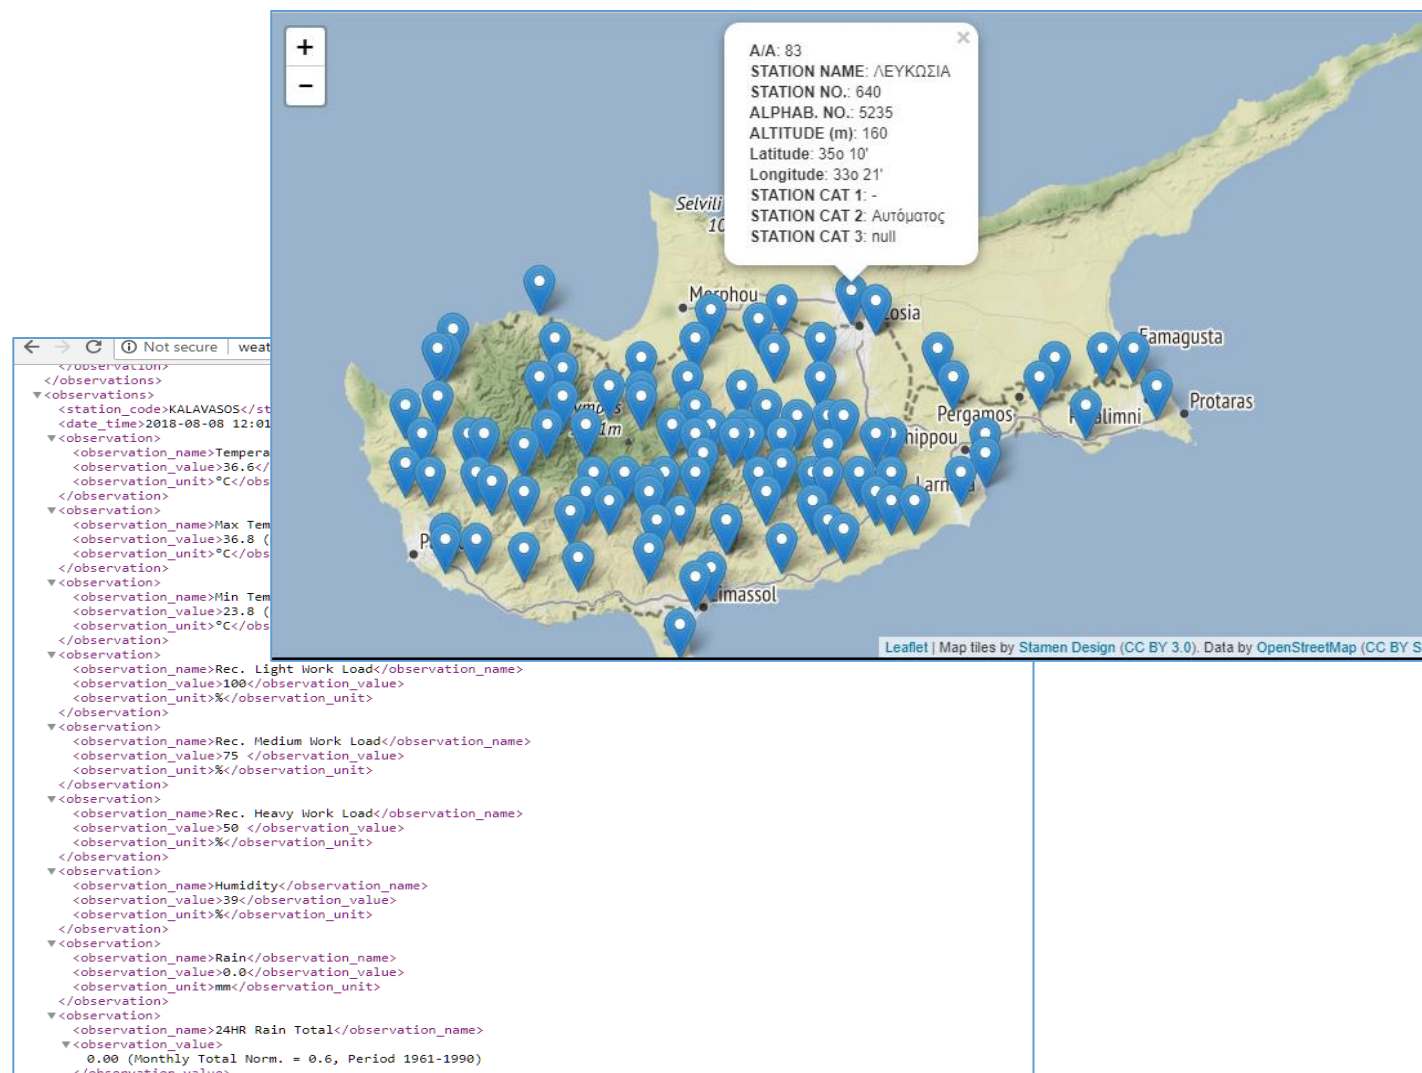 +
−
×
A/A: 83
STATION NAME: ΛΕΥΚΩΣΙΑ
STATION NO.: 640
ALPHAB. NO.: 5235
ALTITUDE (m): 160
Latitude: 35o 10'
Longitude: 33o 21'
STATION CAT 1: -
STATION CAT 2: Αυτόματος
STATION CAT 3: null
Selvili
10
Famagusta
Protaras
Pergamos
Limassol
Leaflet | Map tiles by Stamen Design (CC BY 3.0). Data by OpenStreetMap (CC BY S
Not secure | weat
</observation>
</observations>
▼<observations>
<station_code>KALAVASOS</st
<date_time>2018-08-08 12:01
▼<observation>
<observation_name>Tempera
<observation_value>36.6</
<observation_unit>°C</obs
</observation>
▼<observation>
<observation_name>Max Tem
<observation_value>36.8 (
<observation_unit>°C</obs
</observation>
▼<observation>
<observation_name>Min Tem
<observation_value>23.8 (
<observation_unit>°C</obs
</observation>
▼<observation>
<observation_name>Rec. Light Work Load</observation_name>
<observation_value>100</observation_value>
<observation_unit>%</observation_unit>
</observation>
▼<observation>
<observation_name>Rec. Medium Work Load</observation_name>
<observation_value>75 </observation_value>
<observation_unit>%</observation_unit>
</observation>
▼<observation>
<observation_name>Rec. Heavy Work Load</observation_name>
<observation_value>50 </observation_value>
<observation_unit>%</observation_unit>
</observation>
▼<observation>
<observation_name>Humidity</observation_name>
<observation_value>39</observation_value>
<observation_unit>%</observation_unit>
</observation>
▼<observation>
<observation_name>Rain</observation_name>
<observation_value>0.0</observation_value>
<observation_unit>mm</observation_unit>
</observation>
▼<observation>
<observation_name>24HR Rain Total</observation_name>
▼<observation_value>
0.00 (Monthly Total Norm. = 0.6, Period 1961-1990)
</observation_value>